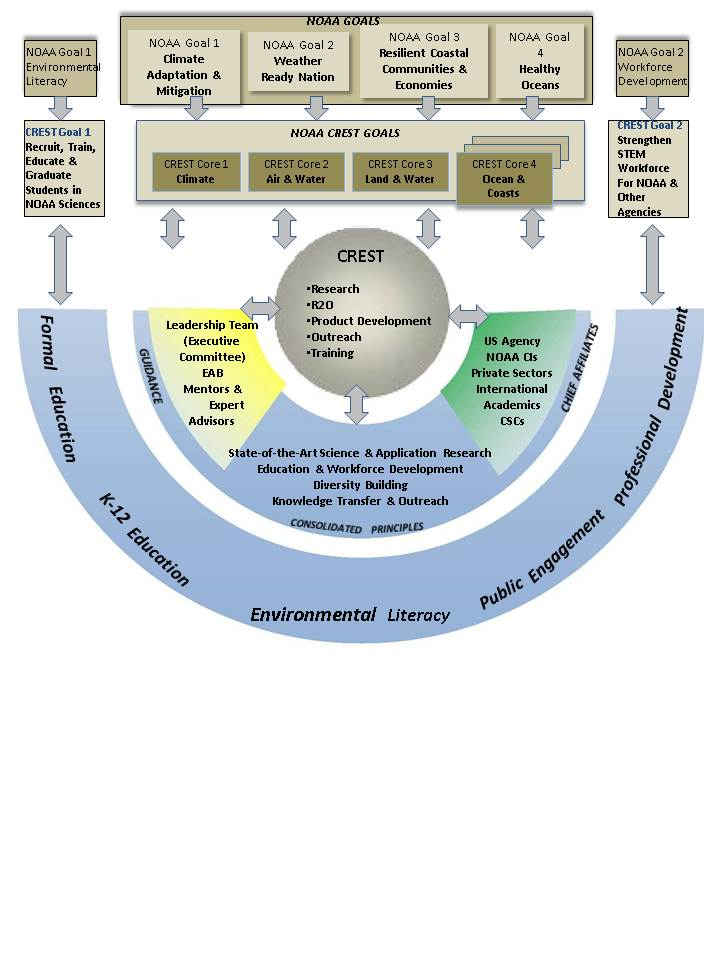 NOAA GOALS
NOAA Goal 1
Environmental
Literacy
NOAA Goal 1
Climate
Adaptation &
Mitigation
NOAA Goal 2
Weather
Ready Nation
NOAA Goal 3
Resilient Coastal
Communities &
Economies
NOAA Goal
4
Healthy
Oceans
NOAA Goal 2
Workforce
Development
CREST Goal 1
Recruit, Train,
Educate &
Graduate
Students in
NOAA Sciences
NOAA CREST GOALS
CREST Core 1
Climate
CREST Core 2
Air & Water
CREST Core 3
Land & Water
CREST Core 4
Ocean &
Coasts
CREST Goal 2
Strengthen
STEM
Workforce
For NOAA &
Other
Agencies
CREST
•Research
•R2O
•Product Development
•Outreach
•Training
Leadership Team
(Executive
Committee)
EAB
Mentors &
Expert
Advisors
GUIDANCE
US Agency
NOAA CIs
Private Sectors
International
Academics
CSCs
CHIEF AFFILIATES
State-of-the-Art Science & Application Research
Education & Workforce Development
Diversity Building
Knowledge Transfer & Outreach
CONSOLIDATED PRINCIPLES
Formal Education
K-12 Education
Environmental Literacy
Public Engagement
Professional Development